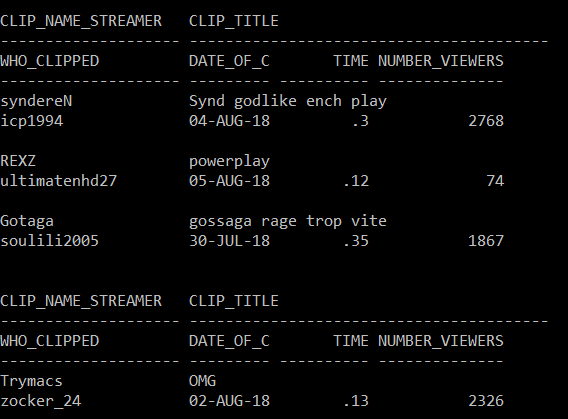 CLIP_NAME_STREAMER   CLIP_TITLE
-------------------- ----------------------------------------
WHO_CLIPPED          DATE_OF_C       TIME NUMBER_VIEWERS
-------------------- --------- ---------- --------------
syndereN             Synd godlike ench play
icp1994              04-AUG-18         .3           2768

REXZ                 powerplay
ultimatenhd27        05-AUG-18        .12             74

Gotaga               gossaga rage trop vite
soulili2005          30-JUL-18        .35           1867


CLIP_NAME_STREAMER   CLIP_TITLE
-------------------- ----------------------------------------
WHO_CLIPPED          DATE_OF_C       TIME NUMBER_VIEWERS
-------------------- --------- ---------- --------------
Trymacs              OMG
zocker_24            02-AUG-18        .13           2326